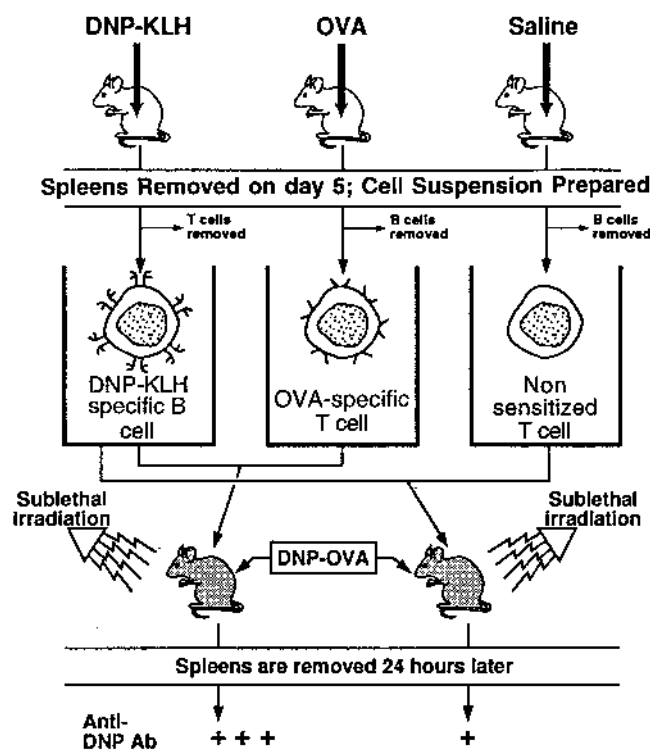 DNP-KLH OVA Saline
Spleens Removed on day 5; Cell Suspension Prepared
T cells removed
B cells removed
B cells removed
DNP-KLH
specific B
cell
OVA-specific
T cell
Non
sensitized
T cell
Sublethal
irradiation
Sublethal
irradiation
DNP-OVA
Spleens are removed 24 hours later
Anti-
DNP Ab + + + +